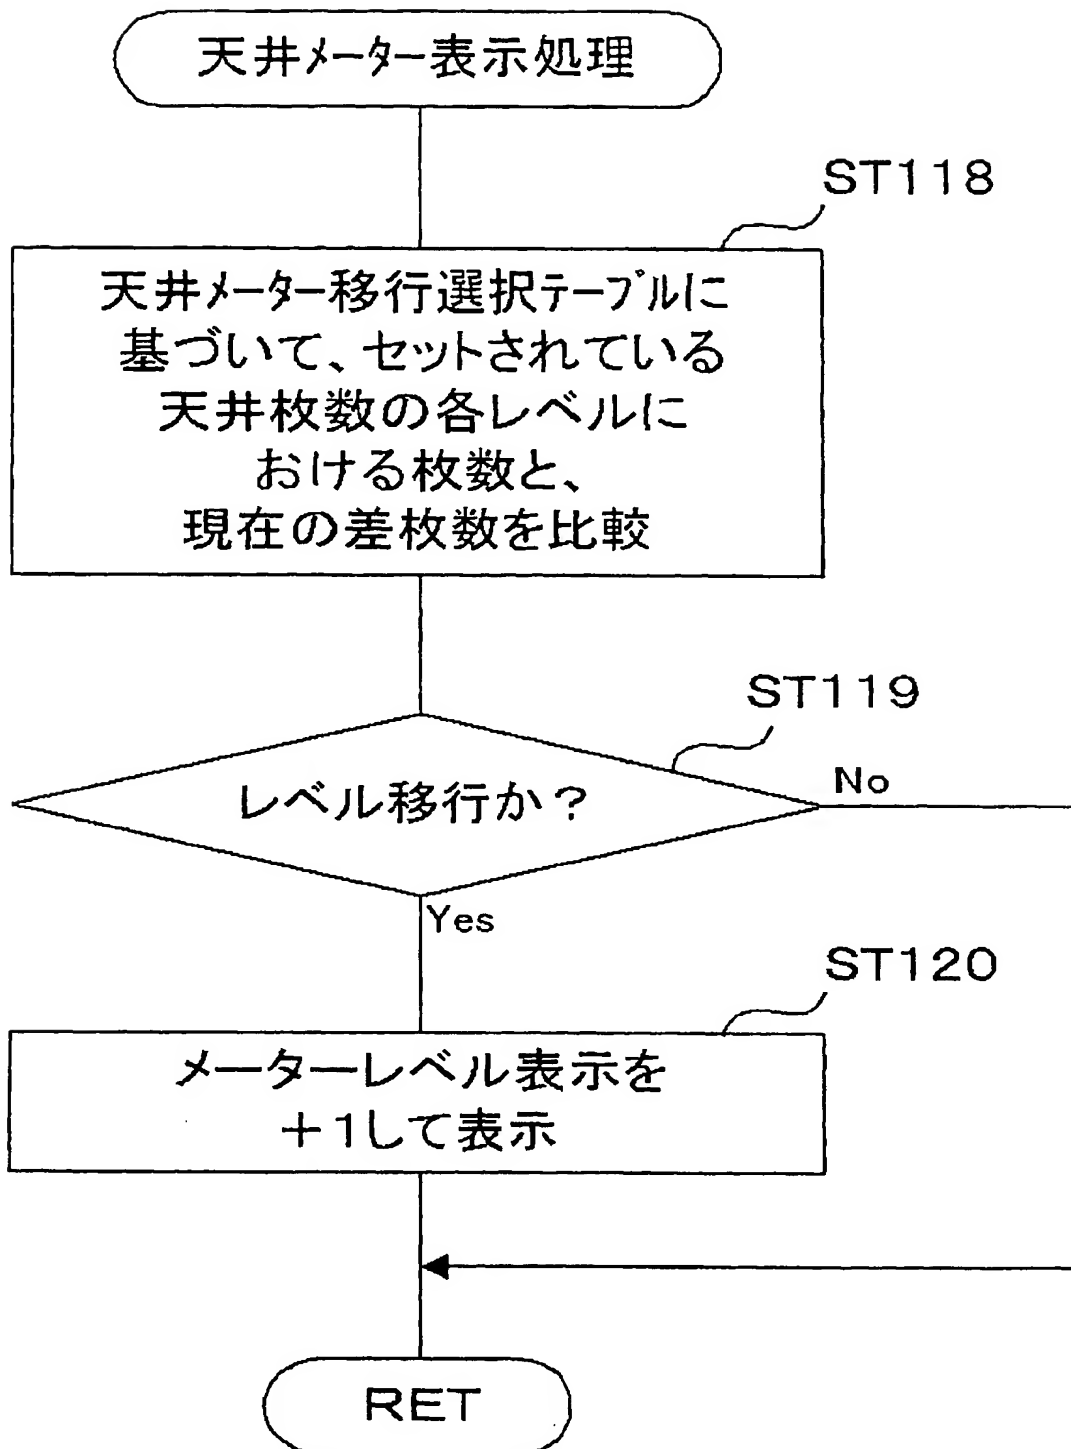 天井ﾒｰﾀｰ表示処理
ST118
天井ﾒｰﾀｰ移行選択ﾃｰﾌﾞﾙに
基づいて、セットされている
天井枚数の各レベルに
おける枚数と、
現在の差枚数を比較
ST119
レベル移行か？
No
Yes
ST120
メーターレベル表示を
＋1して表示
RET